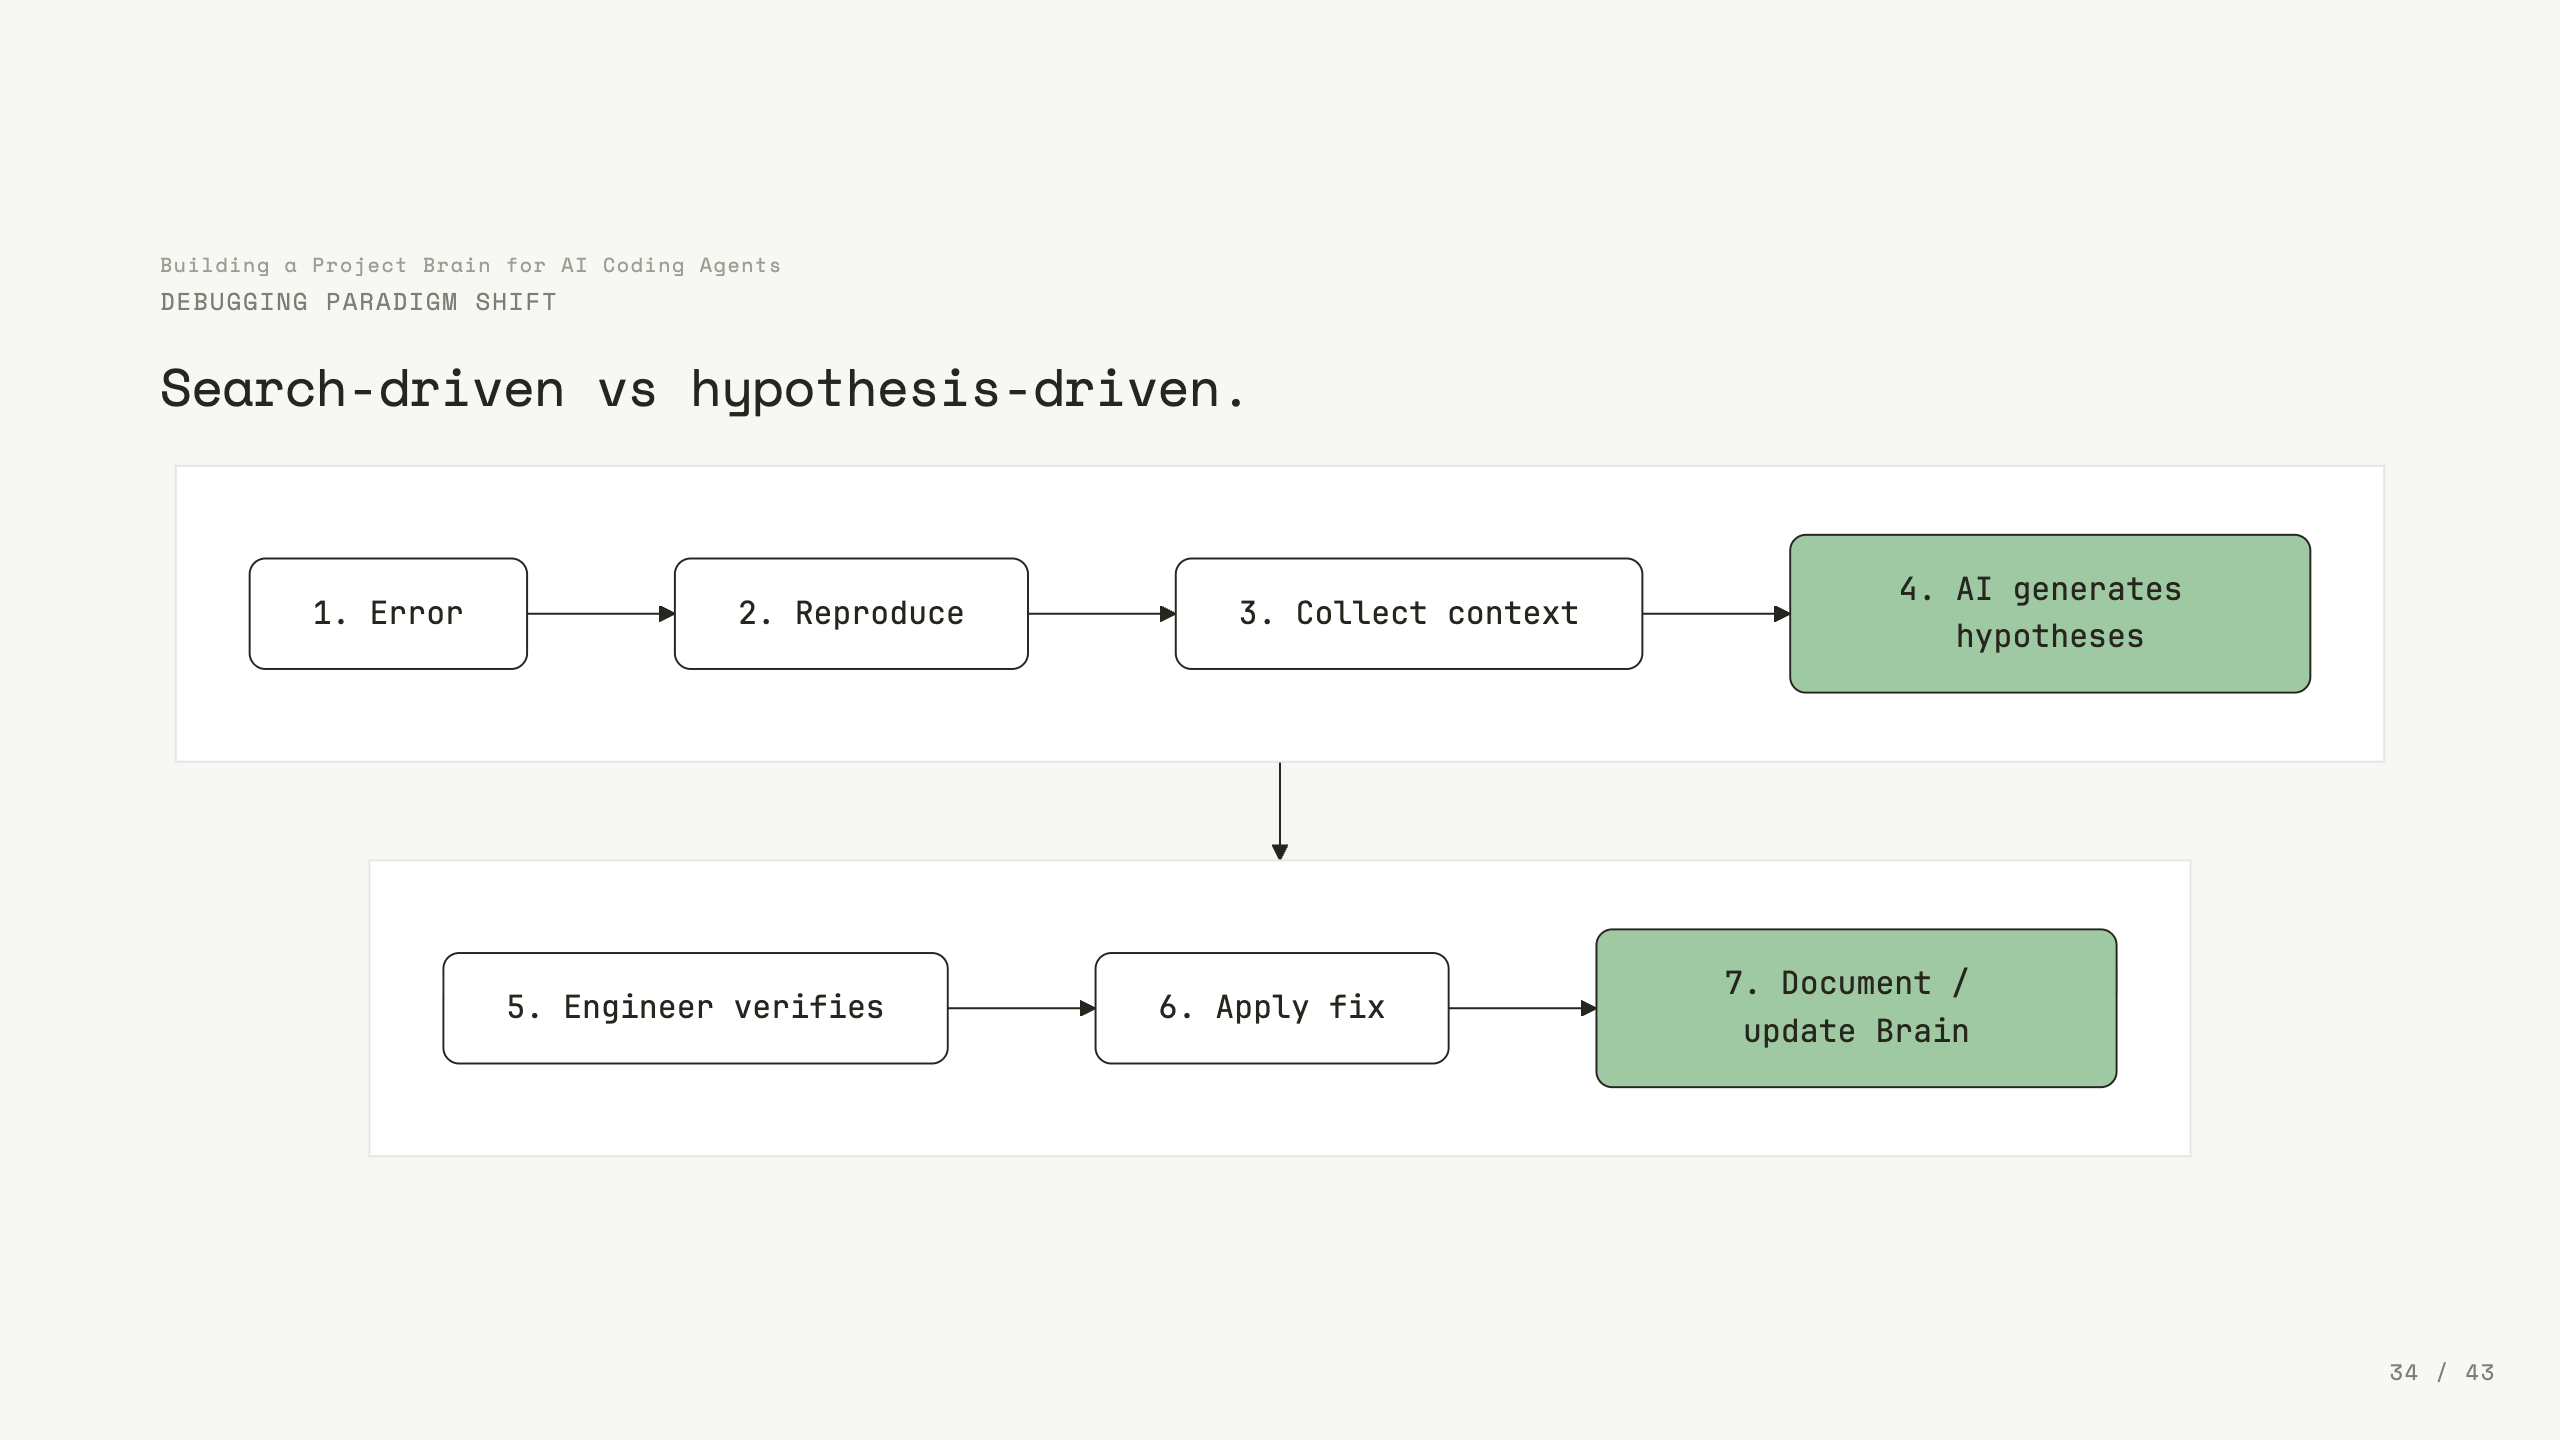 Building a Project Brain for AI Coding Agents
DEBUGGING PARADIGM SHIFT
Search-driven vs hypothesis-driven.
1. Error
2. Reproduce
3. Collect context
4. AI generates
hypotheses
5. Engineer verifies
6. Apply fix
7. Document /
update Brain
34 / 43